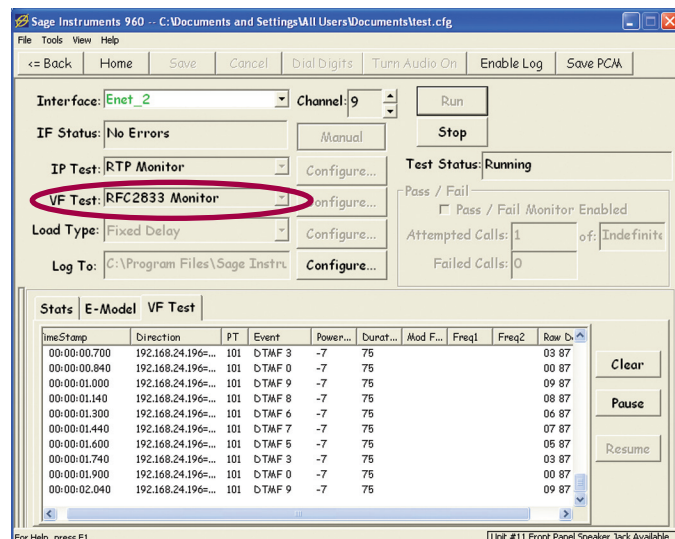 Sage Instruments 960 -- C:\Documents and Settings\All Users\Documents\test.cfg
File Tools View Help
<= Back Home Save Cancel Dial Digits Turn Audio On Enable Log Save PCM
Interface: Enet_2 Channel: 9 Run
IF Status: No Errors Manual Stop
IP Test: RTP Monitor Configure... Test Status: Running
VF Test: RFC2833 Monitor onfigure... Pass / Fail
Pass / Fail Monitor Enabled
Load Type: Fixed Delay Configure... Attempted Calls: 1 of: Indefinite
Log To: C:\Program Files\Sage Instru Configure... Failed Calls: 0
Stats E-Model VF Test
imeStamp Direction PT Event Power... Durat... Mod F... Freq1 Freq2 Raw D
00:00:00.700 192.168.24.196=... 101 DTMF 3 -7 75 03 87
00:00:00.840 192.168.24.196=... 101 DTMF 0 -7 75 00 87
00:00:01.000 192.168.24.196=... 101 DTMF 9 -7 75 09 87
00:00:01.140 192.168.24.196=... 101 DTMF 8 -7 75 08 87
00:00:01.300 192.168.24.196=... 101 DTMF 6 -7 75 06 87
00:00:01.440 192.168.24.196=... 101 DTMF 7 -7 75 07 87
00:00:01.600 192.168.24.196=... 101 DTMF 5 -7 75 05 87
00:00:01.740 192.168.24.196=... 101 DTMF 3 -7 75 03 87
00:00:01.900 192.168.24.196=... 101 DTMF 0 -7 75 00 87
00:00:02.040 192.168.24.196=... 101 DTMF 9 -7 75 09 87
Clear
Pause
Resume
For Help, press F1 Unit #11 Front Panel Speaker Jack Available